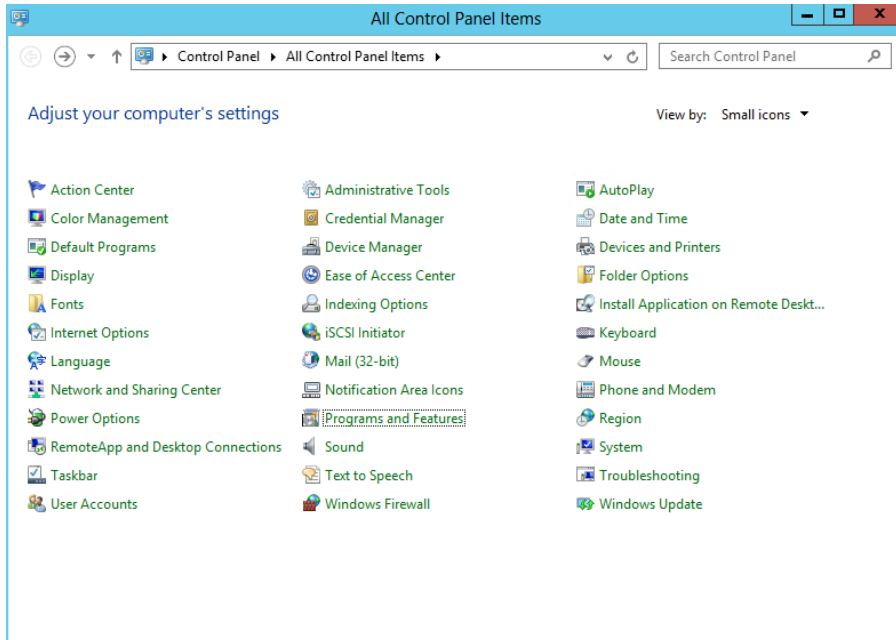 All Control Panel Items
Control Panel All Control Panel Items Search Control Panel
Adjust your computer's settings View by: Small icons
Action Center Administrative Tools AutoPlay
Color Management Credential Manager Date and Time
Default Programs Device Manager Devices and Printers
Display Ease of Access Center Folder Options
Fonts Indexing Options Install Application on Remote Deskt...
Internet Options iSCSI Initiator Keyboard
Language Mail (32-bit) Mouse
Network and Sharing Center Notification Area Icons Phone and Modem
Power Options Programs and Features Region
RemoteApp and Desktop Connections Sound System
Taskbar Text to Speech Troubleshooting
User Accounts Windows Firewall Windows Update